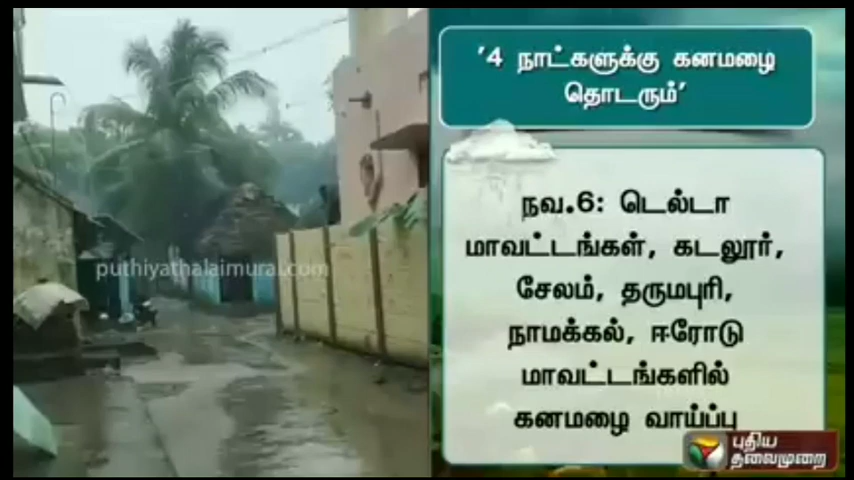 '4 நாட்களுக்கு கனமழை
தொடரும்'
நவ.6: டெல்டா
மாவட்டங்கள், கடலூர்,
சேலம், தருமபுரி,
நாமக்கல், ஈரோடு
மாவட்டங்களில்
கனமழை வாய்ப்பு
puthiyathalaimurai.com
புதிய
தலைமுறை